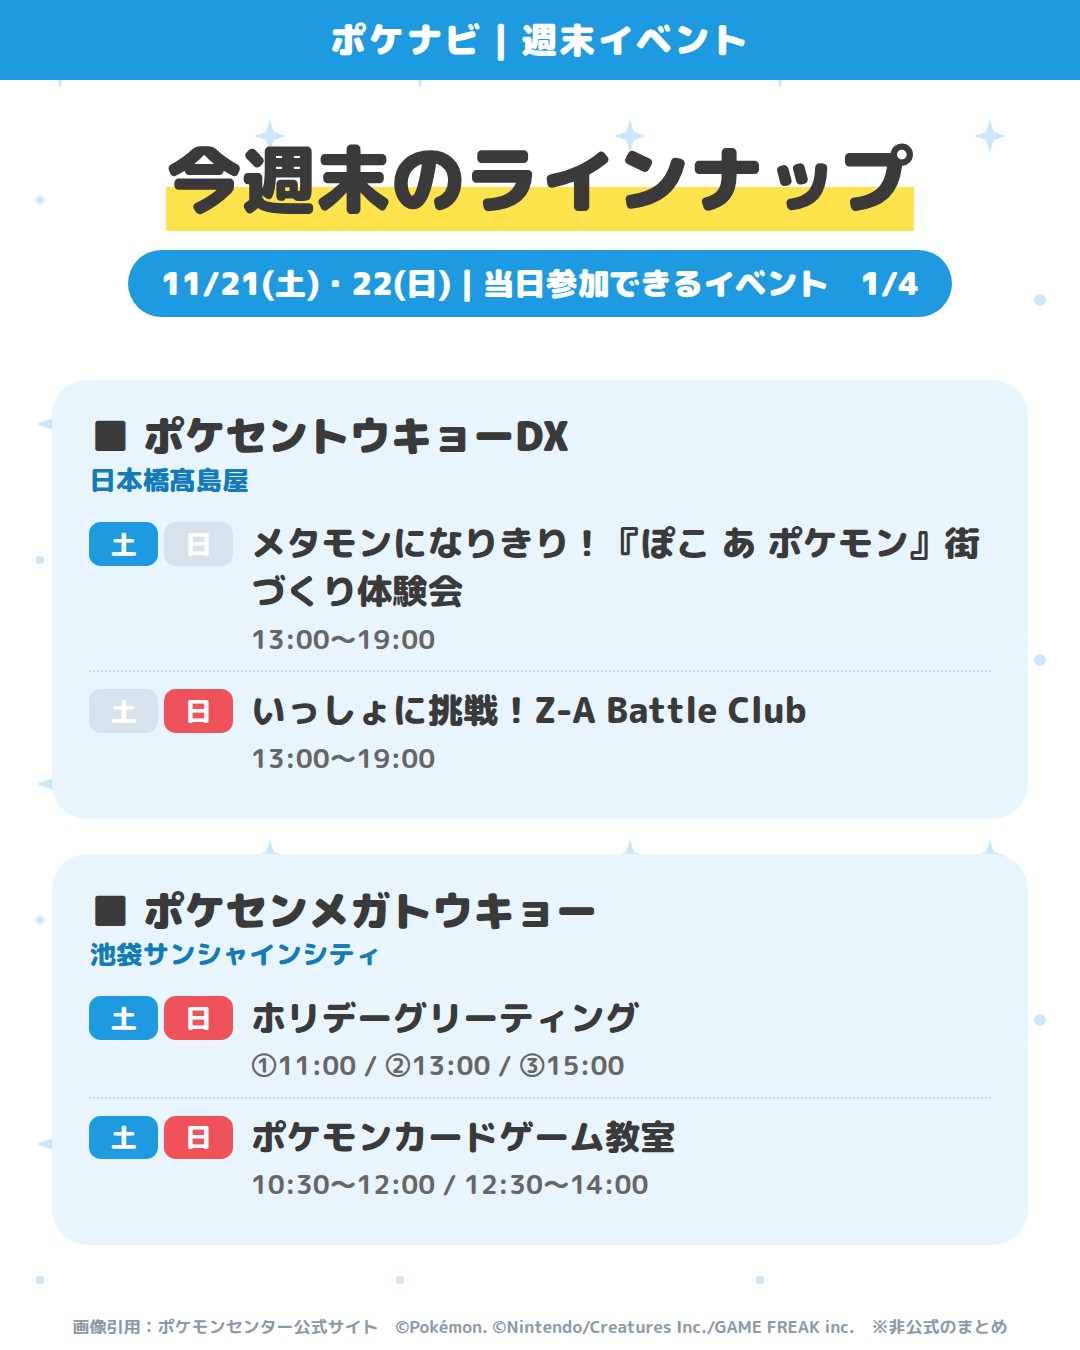 ポケナビ | 週末イベント
今週末のラインナップ
11/21(土)・22(日) | 当日参加できるイベント　1/4
■ ポケセントウキョーDX
日本橋髙島屋
土 日 メタモンになりきり！『ぽこ あ ポケモン』街
づくり体験会
13:00〜19:00
土 日 いっしょに挑戦！Z-A Battle Club
13:00〜19:00
■ ポケセンメガトウキョー
池袋サンシャインシティ
土 日 ホリデーグリーティング
①11:00 / ②13:00 / ③15:00
土 日 ポケモンカードゲーム教室
10:30〜12:00 / 12:30〜14:00
画像引用：ポケモンセンター公式サイト　©Pokémon. ©Nintendo/Creatures Inc./GAME FREAK inc.　※非公式のまとめ